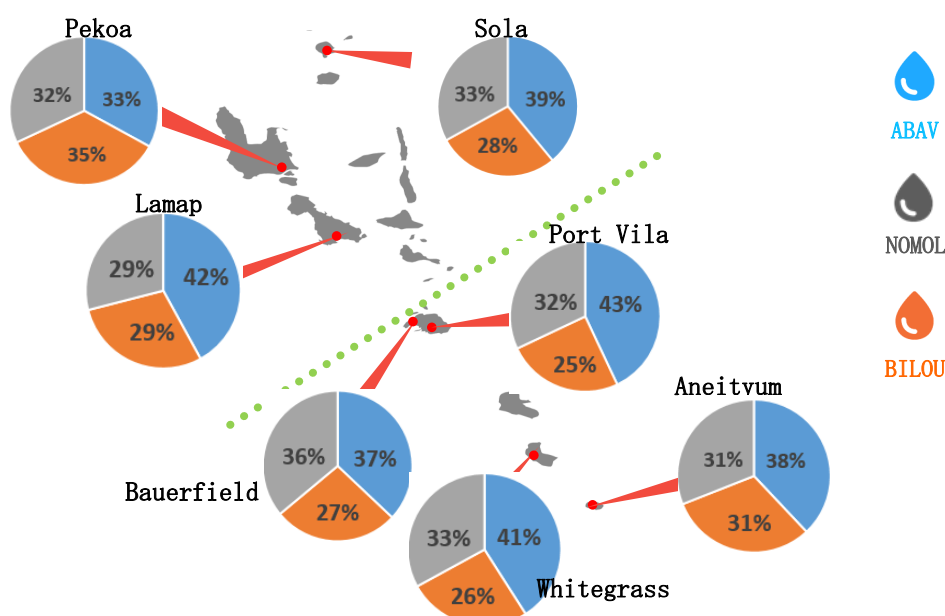 Pekoa
32%
33%
35%
Sola
33%
39%
28%
ABAV
NOMOL
BILOU
Lamap
29%
42%
29%
Port Vila
32%
43%
25%
Aneitvum
31%
38%
31%
Bauerfield
36%
37%
27%
Whitegrass
33%
41%
26%